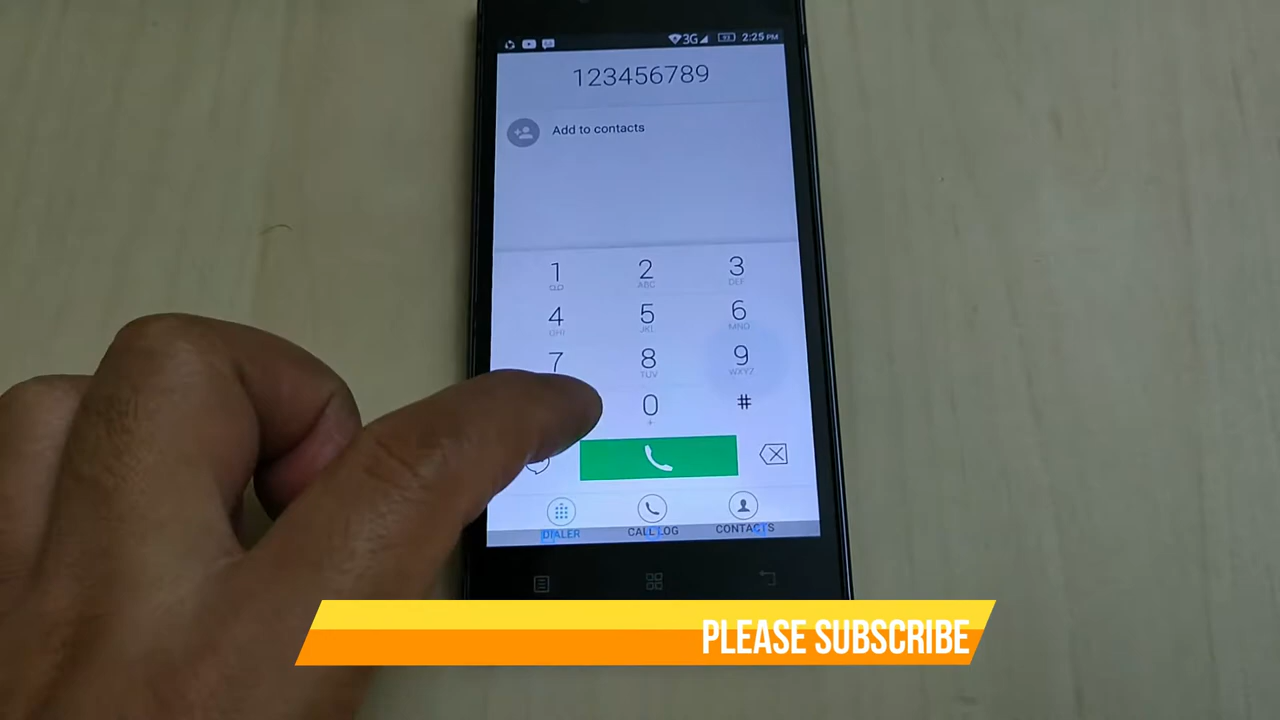 3G 2:25 PM
123456789
Add to contacts
1 2 3
ABC DEF
4 5 6
GHI JKL MNO
7 8 9
TUV WXYZ
0 #
+
DIALER CALL LOG CONTACTS
PLEASE SUBSCRIBE